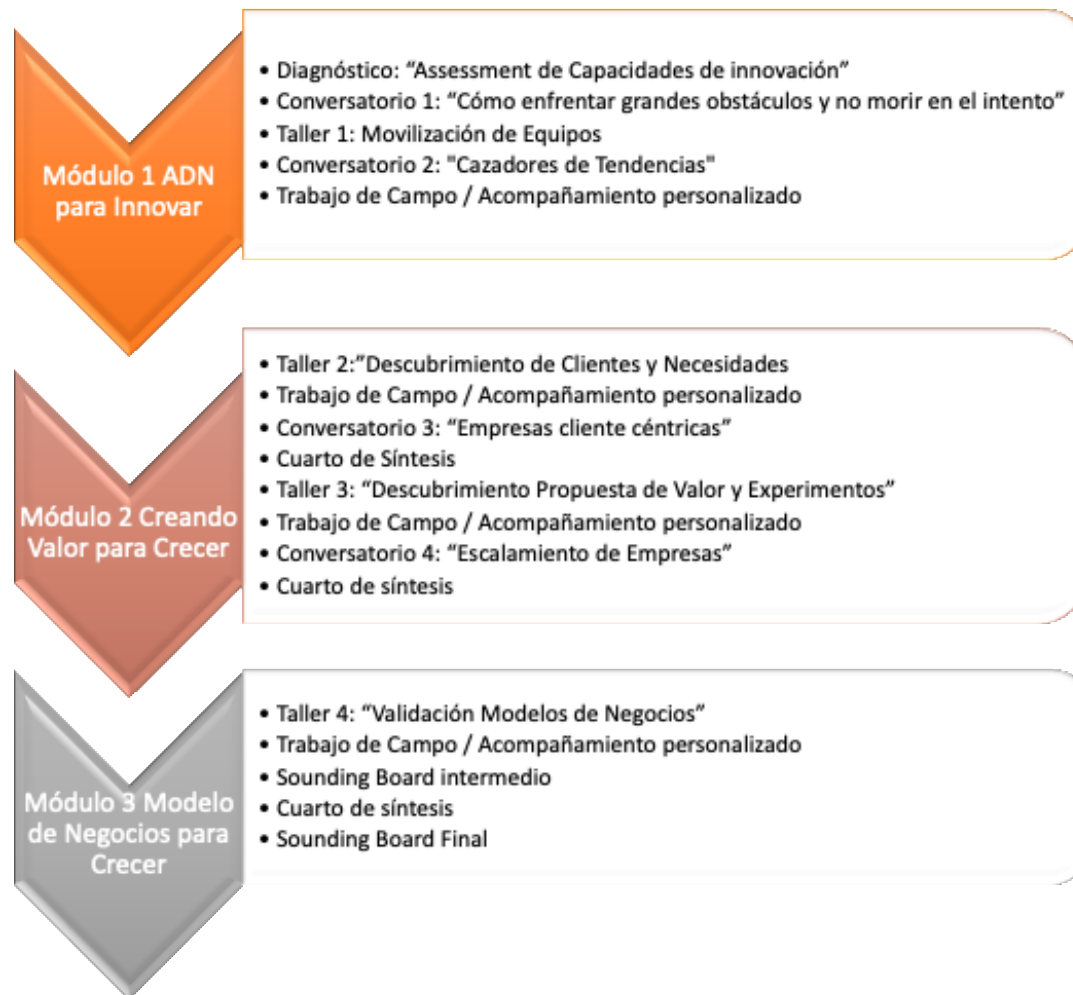 Módulo 1 ADN
para Innovar
• Diagnóstico: “Assessment de Capacidades de innovación”
• Conversatorio 1: “Cómo enfrentar grandes obstáculos y no morir en el intento”
• Taller 1: Movilización de Equipos
• Conversatorio 2: "Cazadores de Tendencias"
• Trabajo de Campo / Acompañamiento personalizado
Módulo 2 Creando
Valor para Crecer
• Taller 2:”Descubrimiento de Clientes y Necesidades
• Trabajo de Campo / Acompañamiento personalizado
• Conversatorio 3: “Empresas cliente céntricas”
• Cuarto de Síntesis
• Taller 3: “Descubrimiento Propuesta de Valor y Experimentos”
• Trabajo de Campo / Acompañamiento personalizado
• Conversatorio 4: “Escalamiento de Empresas”
• Cuarto de síntesis
Módulo 3 Modelo
de Negocios para
Crecer
• Taller 4: “Validación Modelos de Negocios”
• Trabajo de Campo / Acompañamiento personalizado
• Sounding Board intermedio
• Cuarto de síntesis
• Sounding Board Final